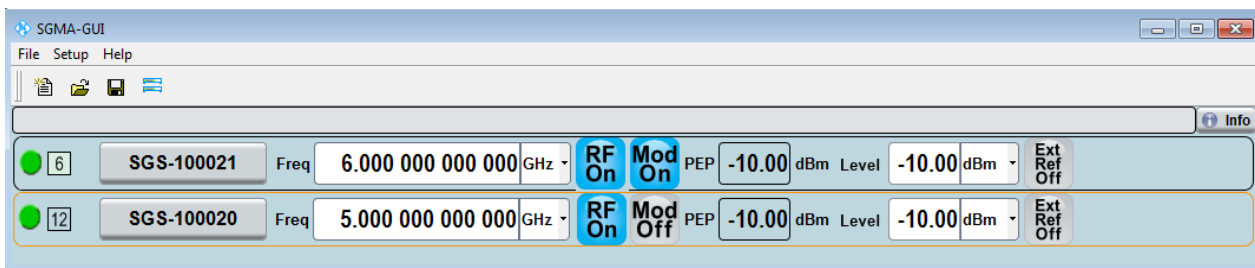 SGMA-GUI
File Setup Help
Info
6 SGS-100021 Freq 6.000 000 000 000 GHz RF On Mod On PEP -10.00 dBm Level -10.00 dBm Ext Ref Off
12 SGS-100020 Freq 5.000 000 000 000 GHz RF On Mod Off PEP -10.00 dBm Level -10.00 dBm Ext Ref Off